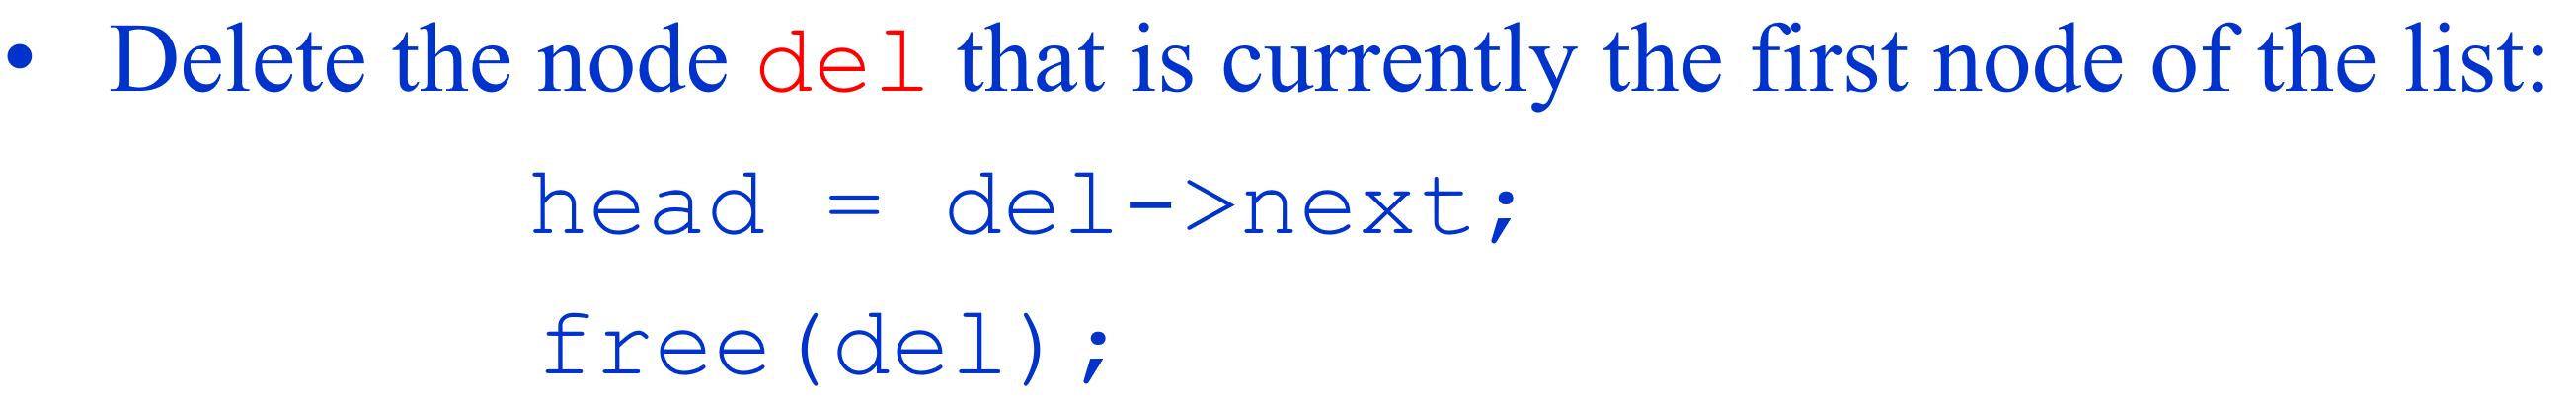 • Delete the node del that is currently the first node of the list:
head = del->next;
free(del);